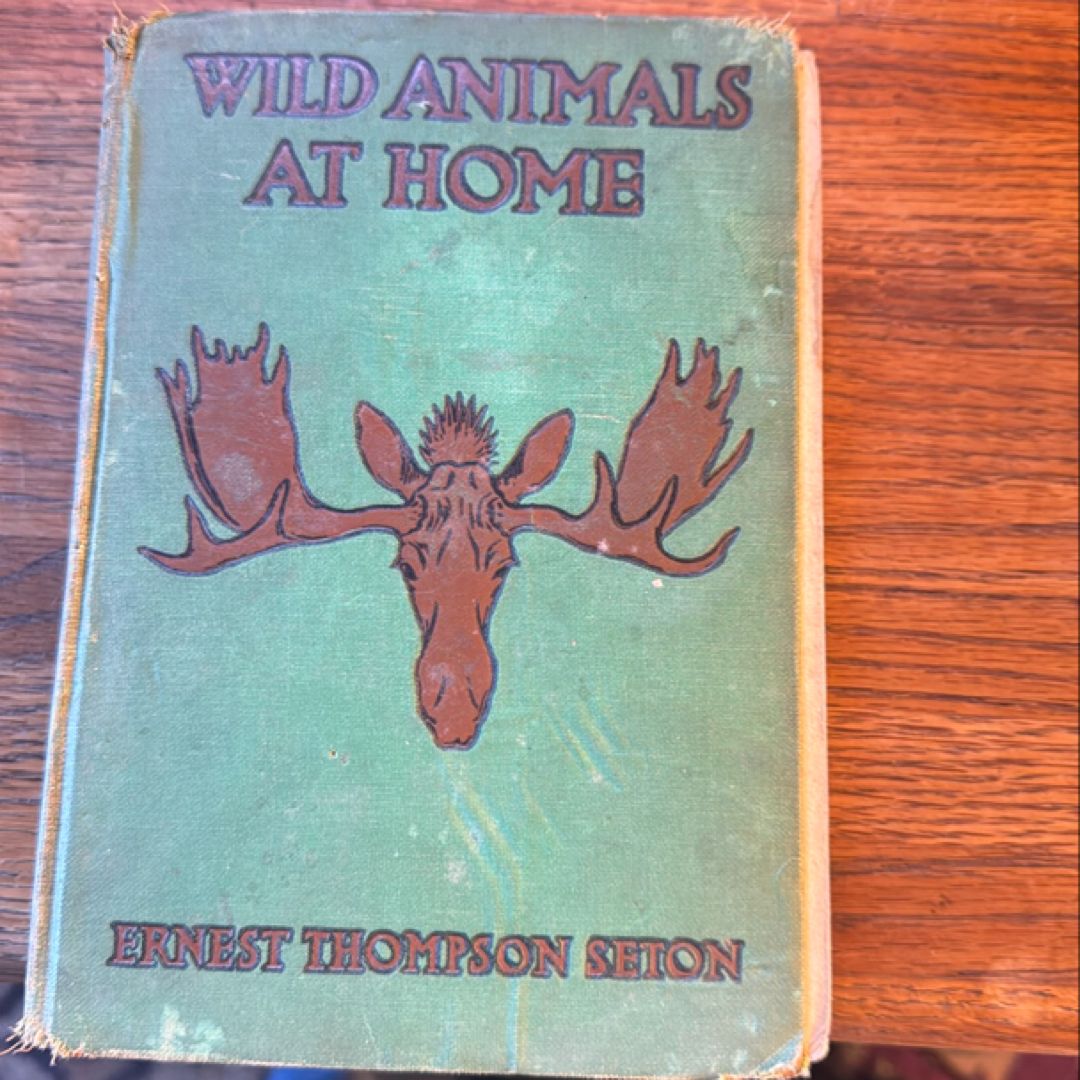 WILD ANIMALS
AT HOME
ERNEST THOMPSON SETON